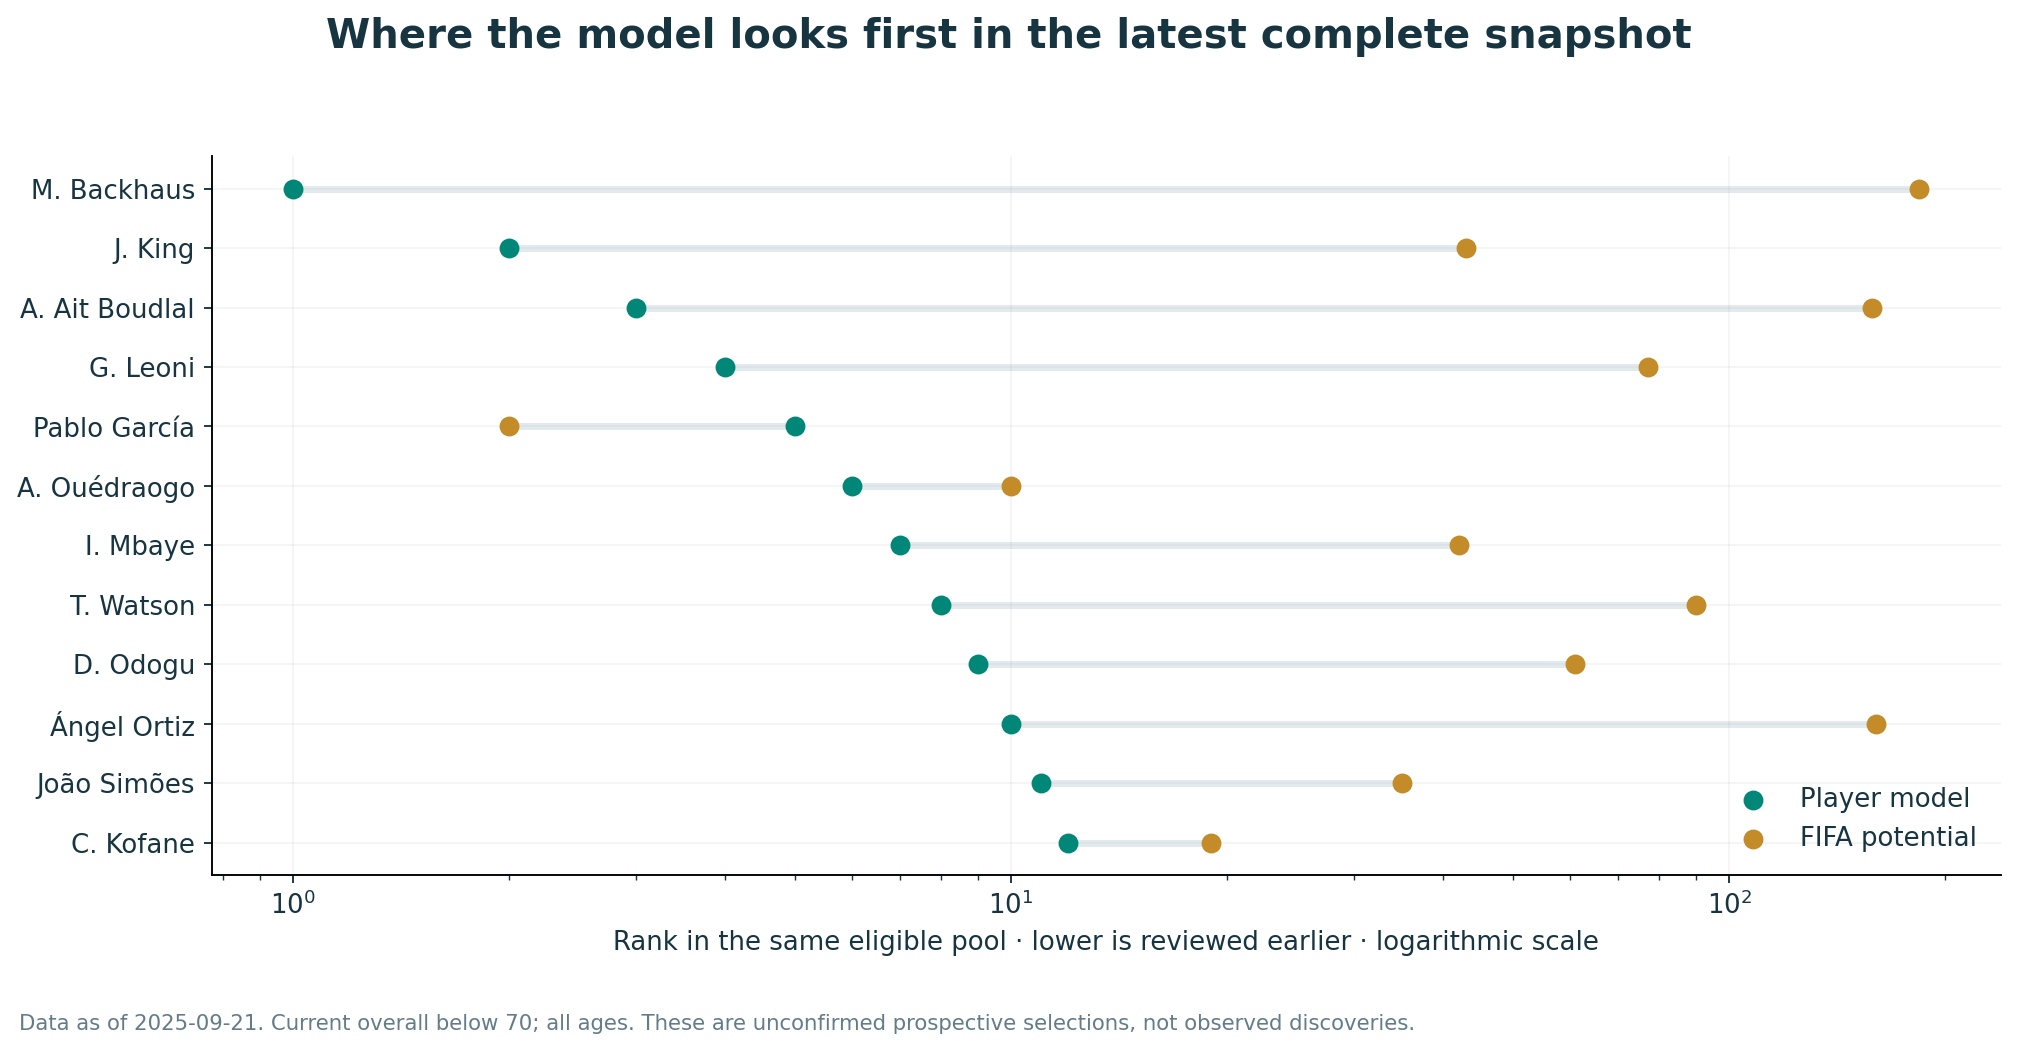 Where the model looks first in the latest complete snapshot
M. Backhaus
J. King
A. Ait Boudlal
G. Leoni
Pablo García
A. Ouédraogo
I. Mbaye
T. Watson
D. Odogu
Ángel Ortiz
João Simões
C. Kofane
Player model
FIFA potential
10⁰ 10¹ 10²
Rank in the same eligible pool · lower is reviewed earlier · logarithmic scale
Data as of 2025-09-21. Current overall below 70; all ages. These are unconfirmed prospective selections, not observed discoveries.